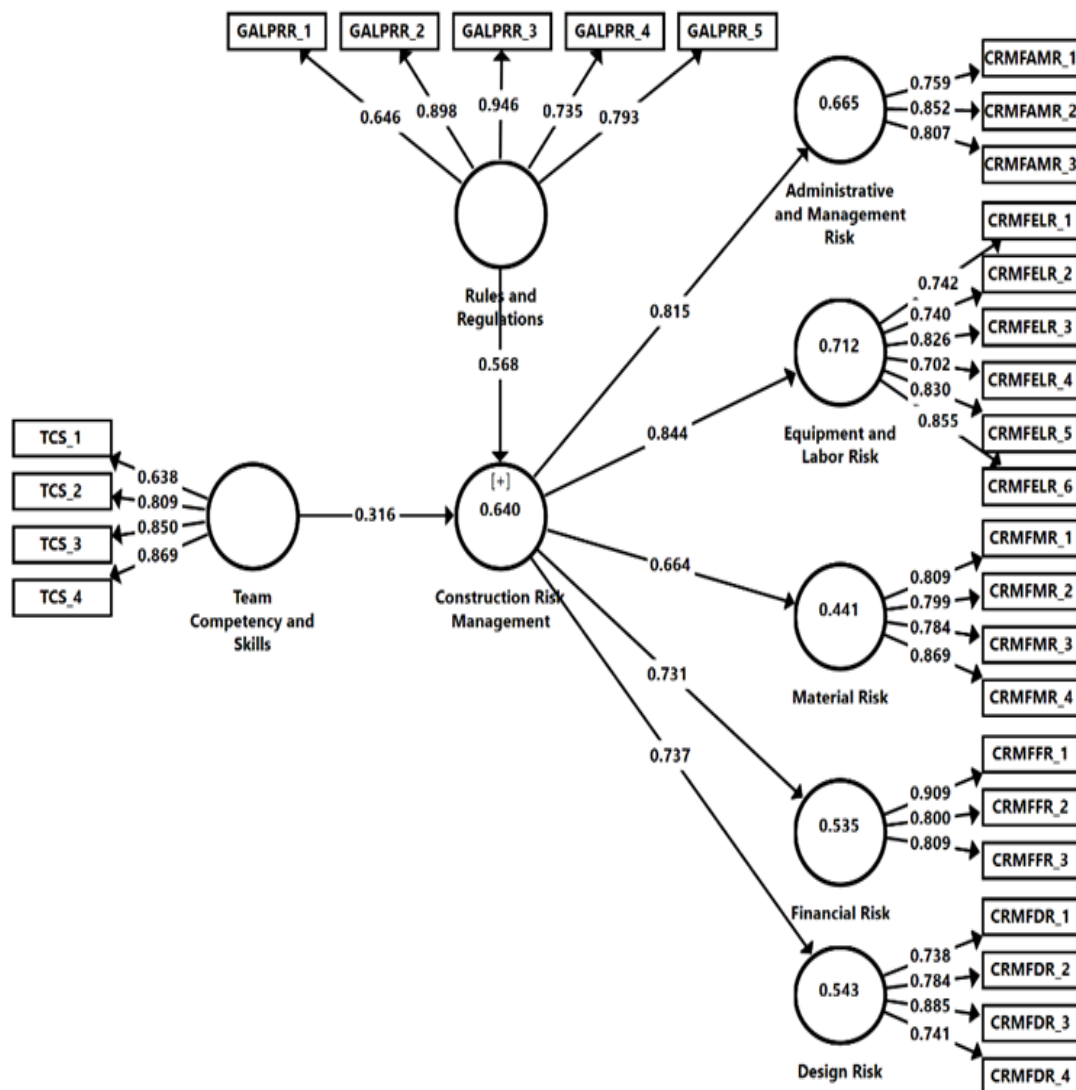 GALPRR_1
GALPRR_2
GALPRR_3
GALPRR_4
GALPRR_5
0.646
0.898
0.946
0.735
0.793
Rules and
Regulations
0.568
TCS_1
TCS_2
TCS_3
TCS_4
0.638
0.809
0.850
0.869
Team
Competency and
Skills
0.316
[+]
0.640
Construction Risk
Management
0.815
0.844
0.664
0.731
0.737
0.665
Administrative
and Management
Risk
0.759
0.852
0.807
CRMFAMR_1
CRMFAMR_2
CRMFAMR_3
0.712
Equipment and
Labor Risk
0.742
0.740
0.826
0.702
0.830
0.855
CRMFELR_1
CRMFELR_2
CRMFELR_3
CRMFELR_4
CRMFELR_5
CRMFELR_6
0.441
Material Risk
0.809
0.799
0.784
0.869
CRMFMR_1
CRMFMR_2
CRMFMR_3
CRMFMR_4
0.535
Financial Risk
0.909
0.800
0.809
CRMFFR_1
CRMFFR_2
CRMFFR_3
0.543
Design Risk
0.738
0.784
0.885
0.741
CRMFDR_1
CRMFDR_2
CRMFDR_3
CRMFDR_4